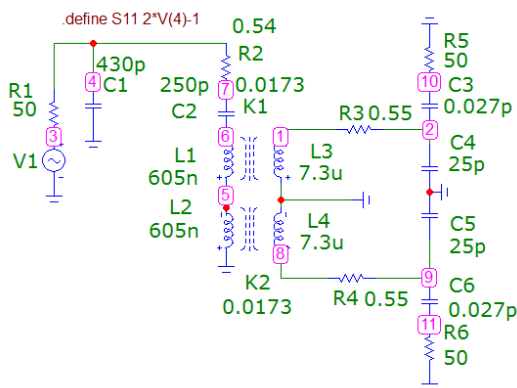 .define S11 2*V(4)-1
0.54
R2
R5
50
430p
4
C1
250p
7
0.0173
10
C3
0.027p
R1
50
C2
K1
R3 0.55
2
3
V1
6
1
C4
25p
L1
605n
L3
7.3u
5
L2
605n
L4
7.3u
C5
25p
8
K2
0.0173
R4 0.55
9
C6
0.027p
11
R6
50